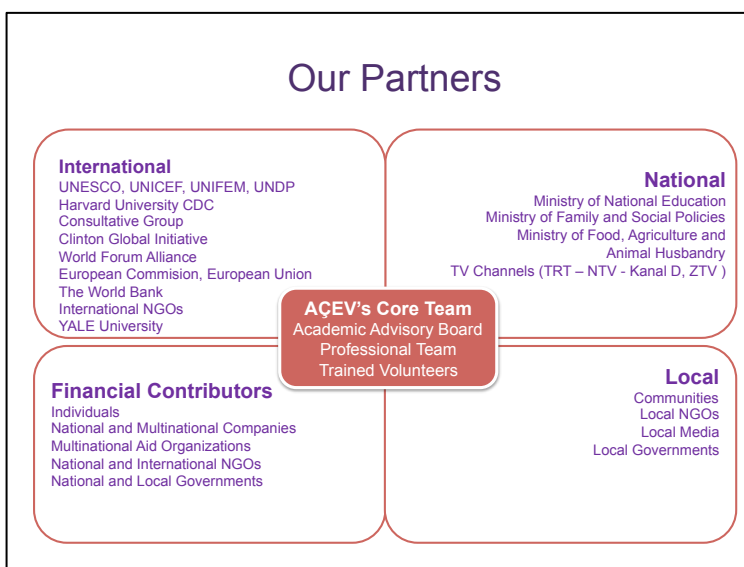 Our Partners
International
UNESCO, UNICEF, UNIFEM, UNDP
Harvard University CDC
Consultative Group
Clinton Global Initiative
World Forum Alliance
European Commision, European Union
The World Bank
International NGOs
YALE University
National
Ministry of National Education
Ministry of Family and Social Policies
Ministry of Food, Agriculture and
Animal Husbandry
TV Channels (TRT – NTV - Kanal D, ZTV )
AÇEV's Core Team
Academic Advisory Board
Professional Team
Trained Volunteers
Financial Contributors
Individuals
National and Multinational Companies
Multinational Aid Organizations
National and International NGOs
National and Local Governments
Local
Communities
Local NGOs
Local Media
Local Governments